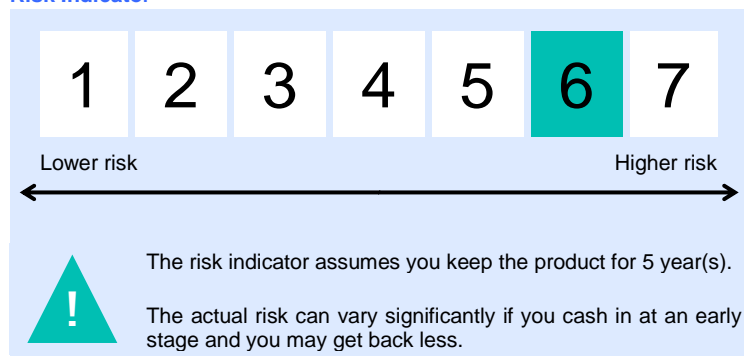 Risk Indicator
1 2 3 4 5 6 7
Lower risk Higher risk
The risk indicator assumes you keep the product for 5 year(s).
!
The actual risk can vary significantly if you cash in at an early
stage and you may get back less.